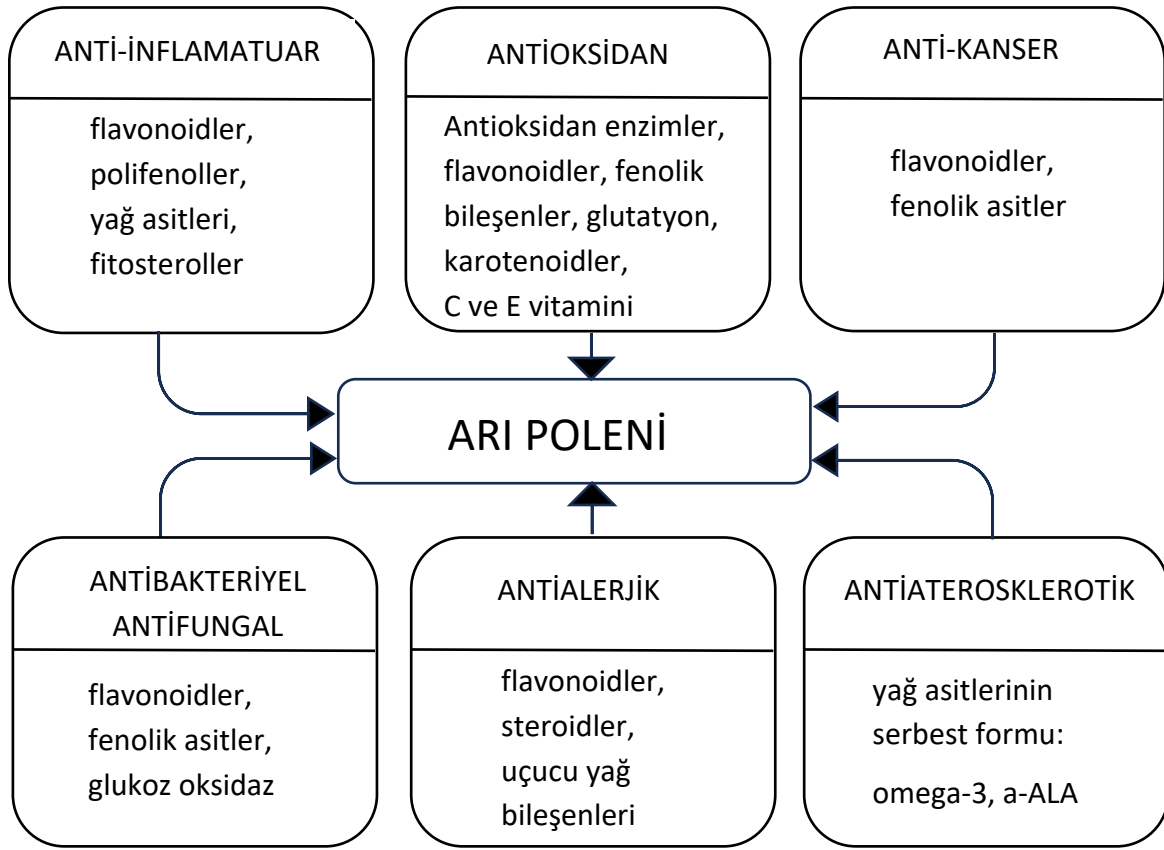 ANTİ-İNFLAMATUAR
flavonoidler,
polifenoller,
yağ asitleri,
fitosteroller
ANTİOKSİDAN
Antioksidan enzimler,
flavonoidler, fenolik
bileşenler, glutatyon,
karotenoidler,
C ve E vitamini
ANTİ-KANSER
flavonoidler,
fenolik asitler
ARI POLENİ
ANTİBAKTERİYEL
ANTİFUNGAL
flavonoidler,
fenolik asitler,
glukoz oksidaz
ANTİALERJİK
flavonoidler,
steroidler,
uçucu yağ
bileşenleri
ANTİATEROSKLEROTİK
yağ asitlerinin
serbest formu:
omega-3, a-ALA